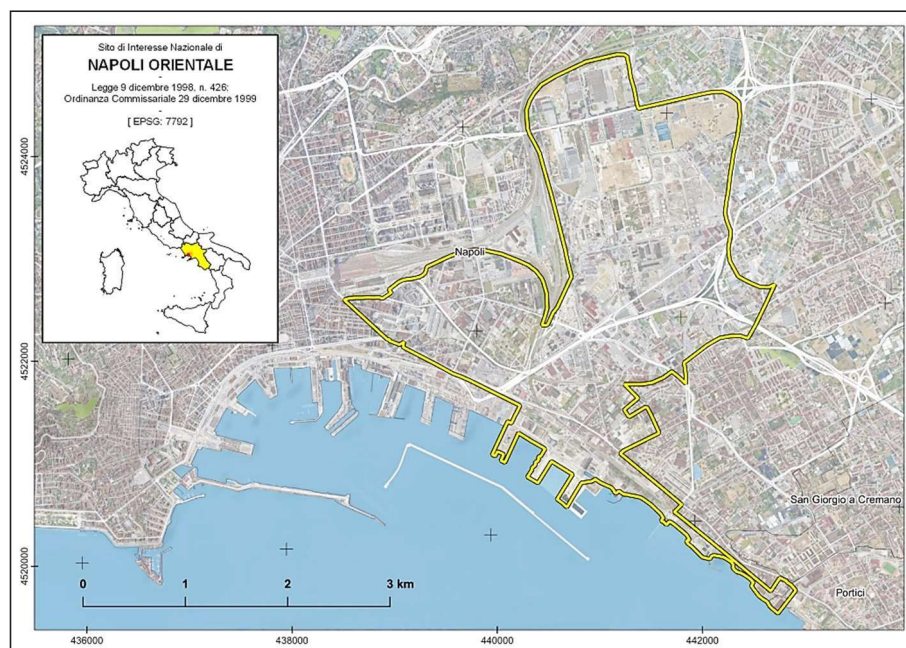 Sito di Interesse Nazionale di
NAPOLI ORIENTALE
-
Legge 9 dicembre 1998, n. 426;
Ordinanza Commissariale 29 dicembre 1999
-
[ EPSG: 7792 ]
4524000
Napoli
4522000
San Giorgio a Cremano
4520000
0 1 2 3 km
Portici
436000 438000 440000 442000